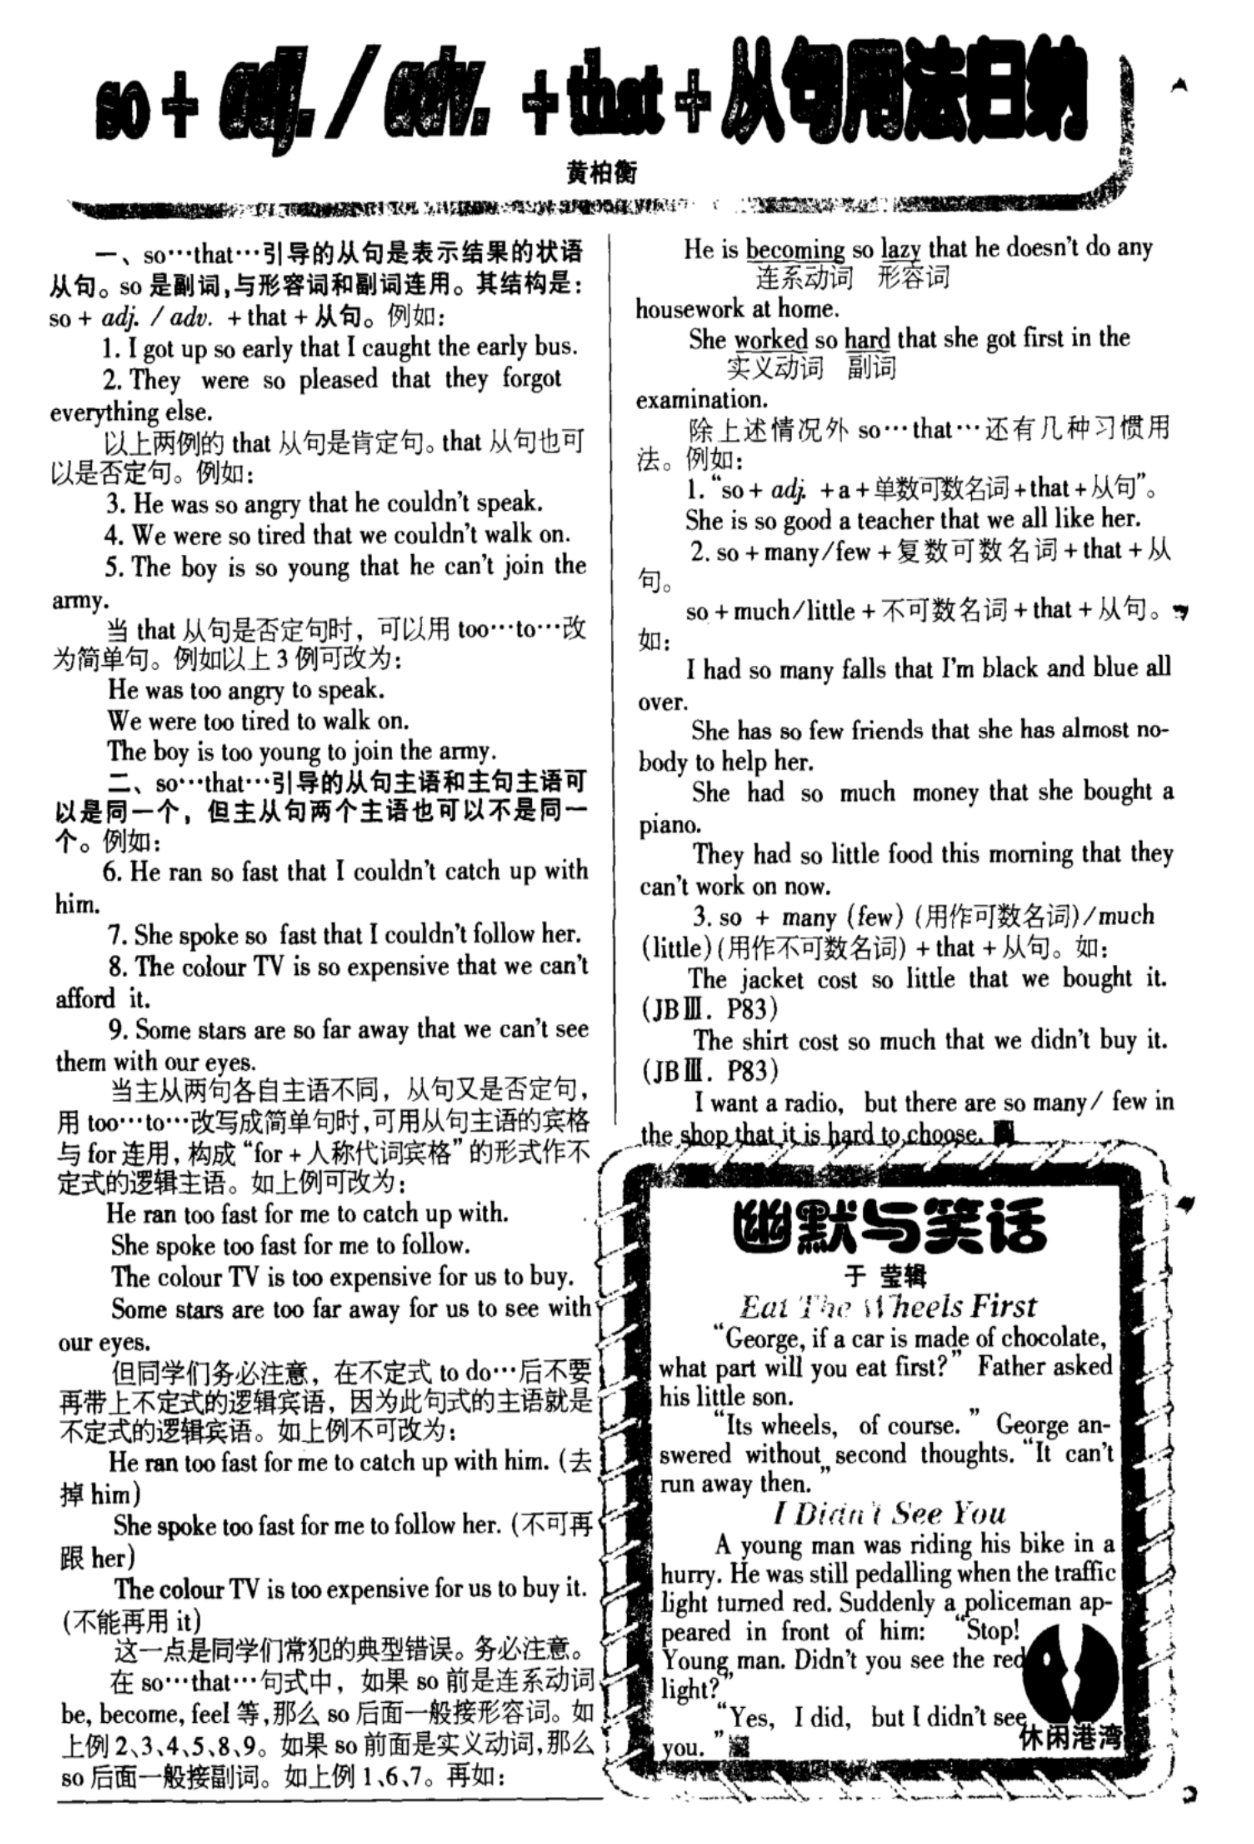 so + adj. / adv. + that + 从句用法归纳
黄柏衡
一、so…that…引导的从句是表示结果的状语
从句。so 是副词,与形容词和副词连用。其结构是：
so + adj. / adv. + that + 从句。例如：
1. I got up so early that I caught the early bus.
2. They were so pleased that they forgot
everything else.
以上两例的 that 从句是肯定句。that 从句也可
以是否定句。例如：
3. He was so angry that he couldn't speak.
4. We were so tired that we couldn't walk on.
5. The boy is so young that he can't join the
army.
当 that 从句是否定句时，可以用 too…to…改
为简单句。例如以上 3 例可改为：
He was too angry to speak.
We were too tired to walk on.
The boy is too young to join the army.
二、so…that…引导的从句主语和主句主语可
以是同一个，但主从句两个主语也可以不是同一
个。例如：
6. He ran so fast that I couldn't catch up with
him.
7. She spoke so fast that I couldn't follow her.
8. The colour TV is so expensive that we can't
afford it.
9. Some stars are so far away that we can't see
them with our eyes.
当主从两句各自主语不同，从句又是否定句，
用 too…to…改写成简单句时,可用从句主语的宾格
与 for 连用，构成“for + 人称代词宾格”的形式作不
定式的逻辑主语。如上例可改为：
He ran too fast for me to catch up with.
She spoke too fast for me to follow.
The colour TV is too expensive for us to buy.
Some stars are too far away for us to see with
our eyes.
但同学们务必注意，在不定式 to do…后不要
再带上不定式的逻辑宾语，因为此句式的主语就是
不定式的逻辑宾语。如上例不可改为：
He ran too fast for me to catch up with him. (去
掉 him)
She spoke too fast for me to follow her. (不可再
跟 her)
The colour TV is too expensive for us to buy it.
(不能再用 it)
这一点是同学们常犯的典型错误。务必注意。
在 so…that…句式中，如果 so 前是连系动词
be, become, feel 等,那么 so 后面一般接形容词。如
上例 2、3、4、5、8、9。如果 so 前面是实义动词,那么
so 后面一般接副词。如上例 1、6、7。再如：
He is becoming so lazy that he doesn't do any
连系动词 形容词
housework at home.
She worked so hard that she got first in the
实义动词 副词
examination.
除上述情况外 so…that…还有几种习惯用
法。例如：
1. “so + adj. + a + 单数可数名词 + that + 从句”。
She is so good a teacher that we all like her.
2. so + many/few + 复数可数名词 + that + 从
句。
so + much/little + 不可数名词 + that + 从句。
如：
I had so many falls that I'm black and blue all
over.
She has so few friends that she has almost no-
body to help her.
She had so much money that she bought a
piano.
They had so little food this morning that they
can't work on now.
3. so + many (few) (用作可数名词)/much
(little) (用作不可数名词) + that + 从句。如：
The jacket cost so little that we bought it.
(JBⅢ. P83)
The shirt cost so much that we didn't buy it.
(JBⅢ. P83)
I want a radio, but there are so many/ few in
the shop that it is hard to choose.
幽默与笑话
于 莹辑
Eat The Wheels First
“George, if a car is made of chocolate,
what part will you eat first?” Father asked
his little son.
“Its wheels, of course. ” George an-
swered without second thoughts. “It can't
run away then. ”
I Didn't See You
A young man was riding his bike in a
hurry. He was still pedalling when the traffic
light turned red. Suddenly a policeman ap-
peared in front of him: “Stop!
Young man. Didn't you see the red
light?”
“Yes, I did, but I didn't see
you. ”
休闲港湾